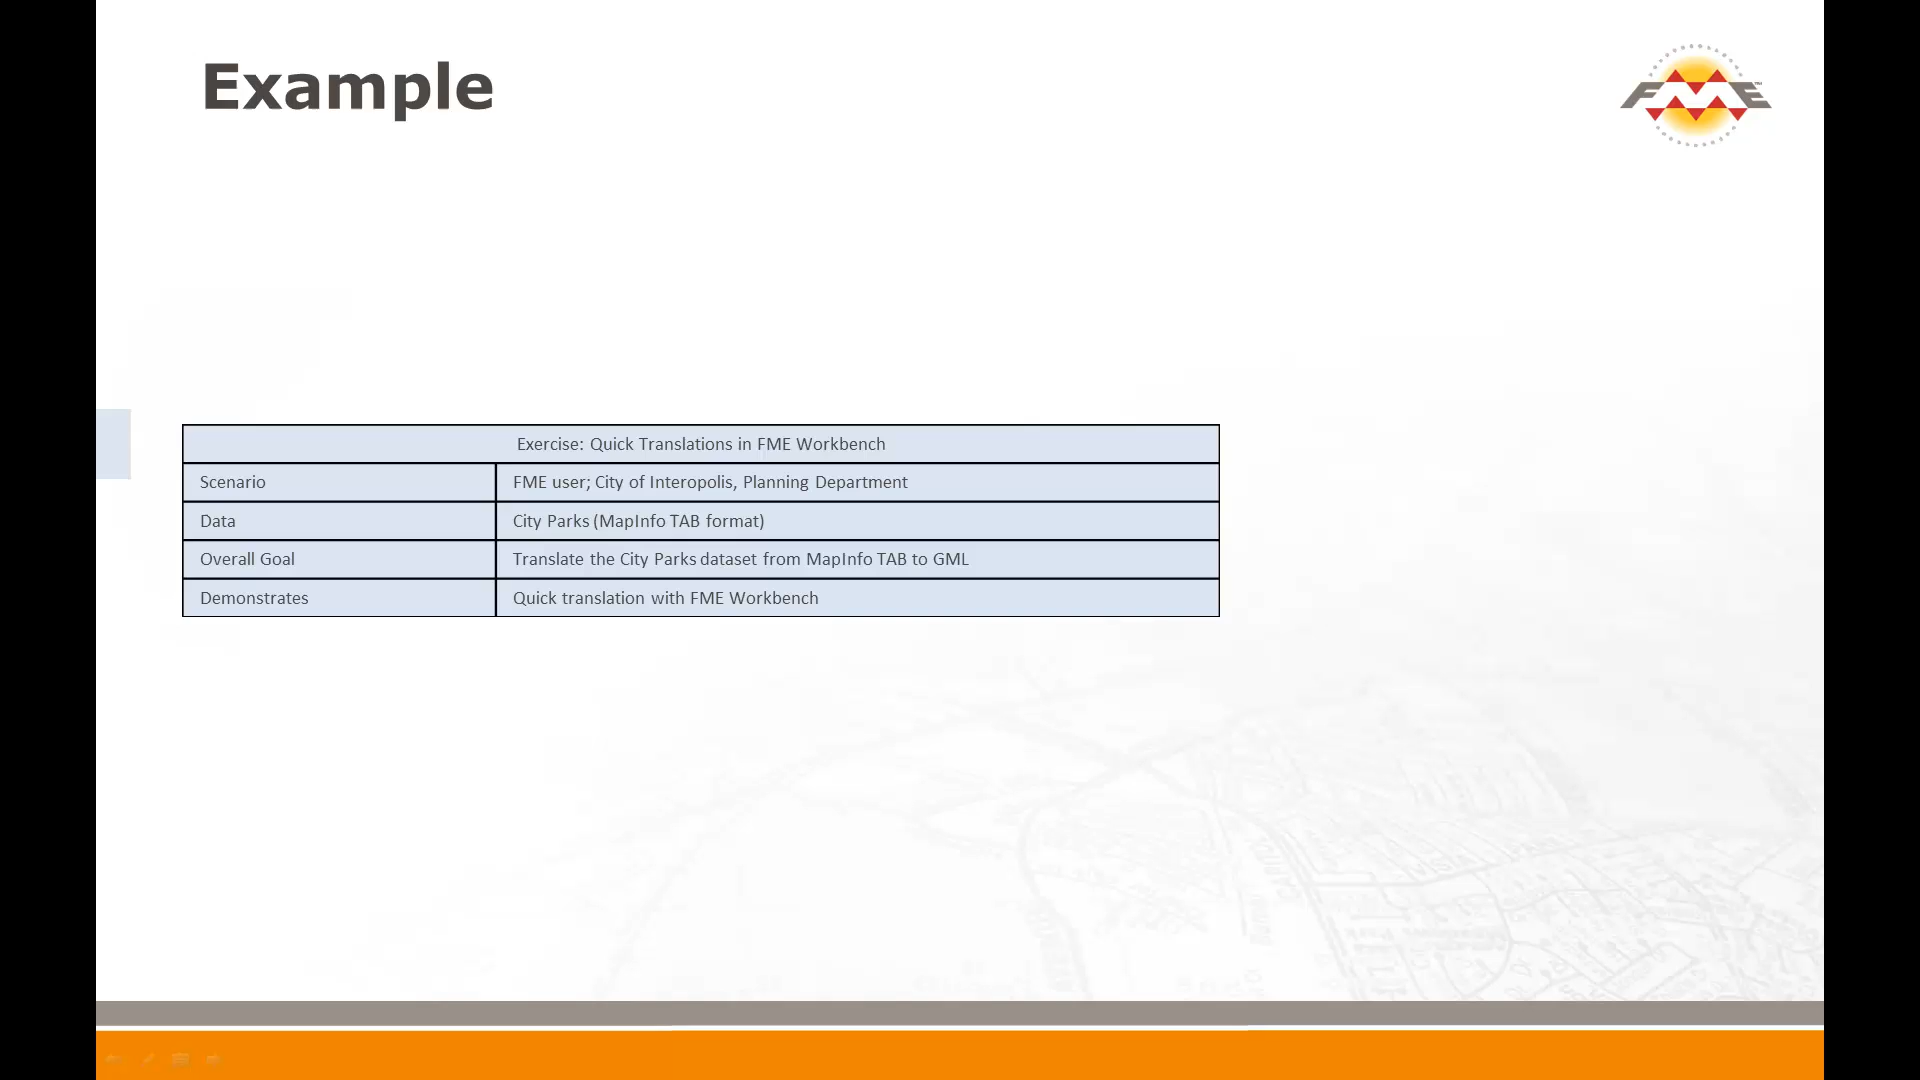 Example
FME
Exercise: Quick Translations in FME Workbench
Scenario
FME user; City of Interopolis, Planning Department
Data
City Parks (MapInfo TAB format)
Overall Goal
Translate the City Parks dataset from MapInfo TAB to GML
Demonstrates
Quick translation with FME Workbench